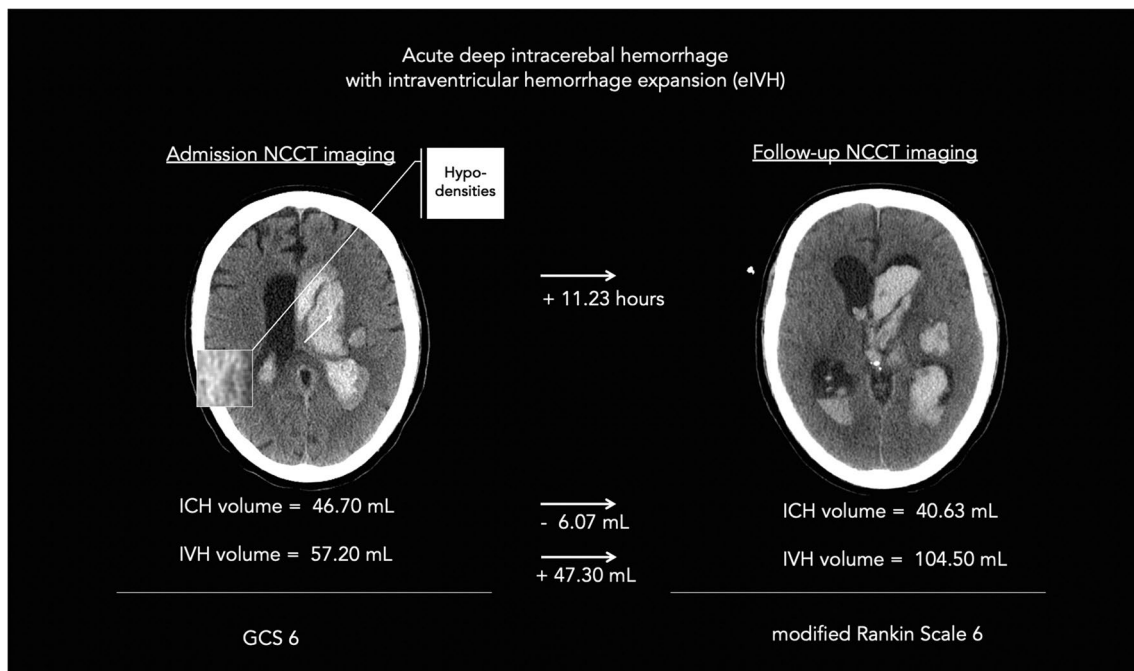 Acute deep intracerebal hemorrhage
with intraventricular hemorrhage expansion (eIVH)
Admission NCCT imaging
Hypo-
densities
Follow-up NCCT imaging
+ 11.23 hours
ICH volume = 46.70 mL
- 6.07 mL
ICH volume = 40.63 mL
IVH volume = 57.20 mL
+ 47.30 mL
IVH volume = 104.50 mL
GCS 6
modified Rankin Scale 6